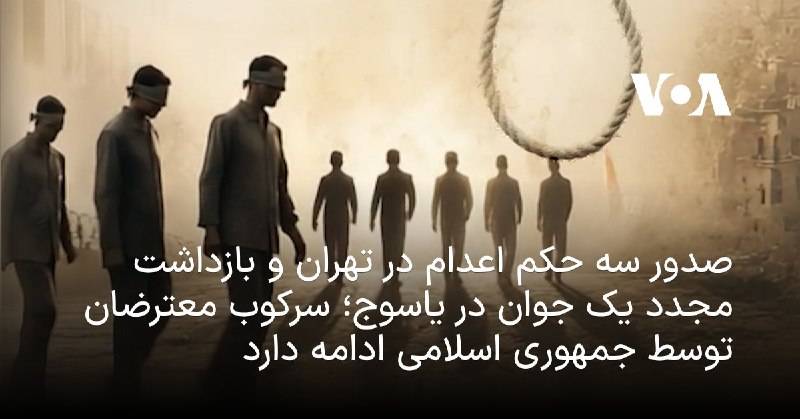 VOA
صدور سه حکم اعدام در تهران و بازداشت
مجدد یک جوان در یاسوج؛ سرکوب معترضان
توسط جمهوری اسلامی ادامه دارد